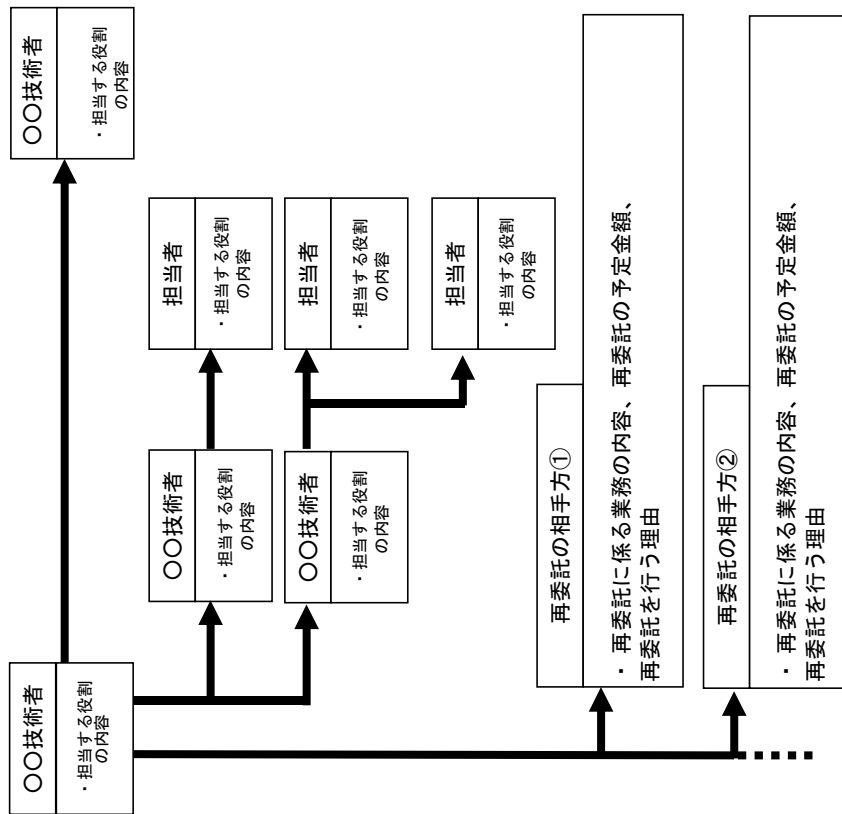 〇〇技術者
・担当する役割
の内容
〇〇技術者
・担当する役割
の内容
〇〇技術者
・担当する役割
の内容
担当者
・担当する役割
の内容
〇〇技術者
・担当する役割
の内容
担当者
・担当する役割
の内容
担当者
・担当する役割
の内容
再委託の相手方①
・再委託に係る業務の内容、再委託の予定金額、
再委託を行う理由
再委託の相手方②
・再委託に係る業務の内容、再委託の予定金額、
再委託を行う理由